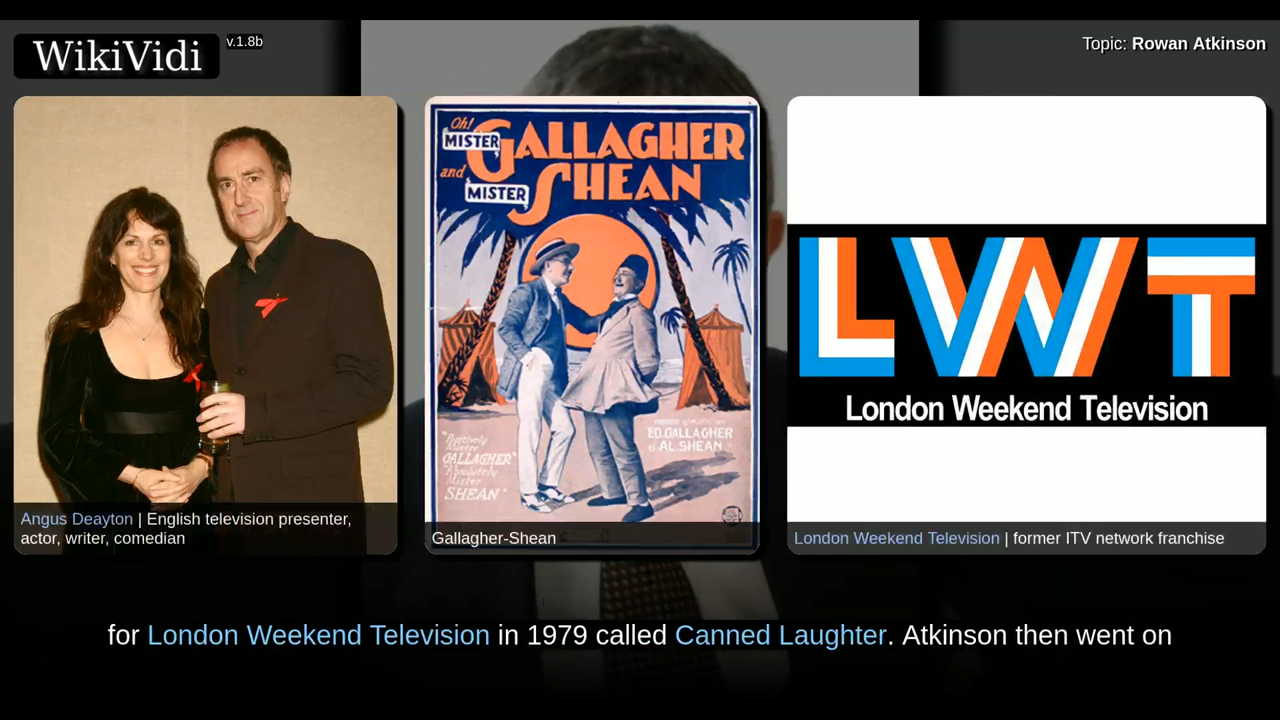 WikiVidi
v.1.8b
Topic: Rowan Atkinson
Oh!
MISTER
GALLAGHER
and
MISTER
SHEAN
ED. GALLAGHER
& AL. SHEAN
"Positively
Mister
GALLAGHER"
"Absolutely
Mister
SHEAN"
LWT
London Weekend Television
Angus Deayton | English television presenter,
actor, writer, comedian
Gallagher-Shean
London Weekend Television | former ITV network franchise
for London Weekend Television in 1979 called Canned Laughter. Atkinson then went on